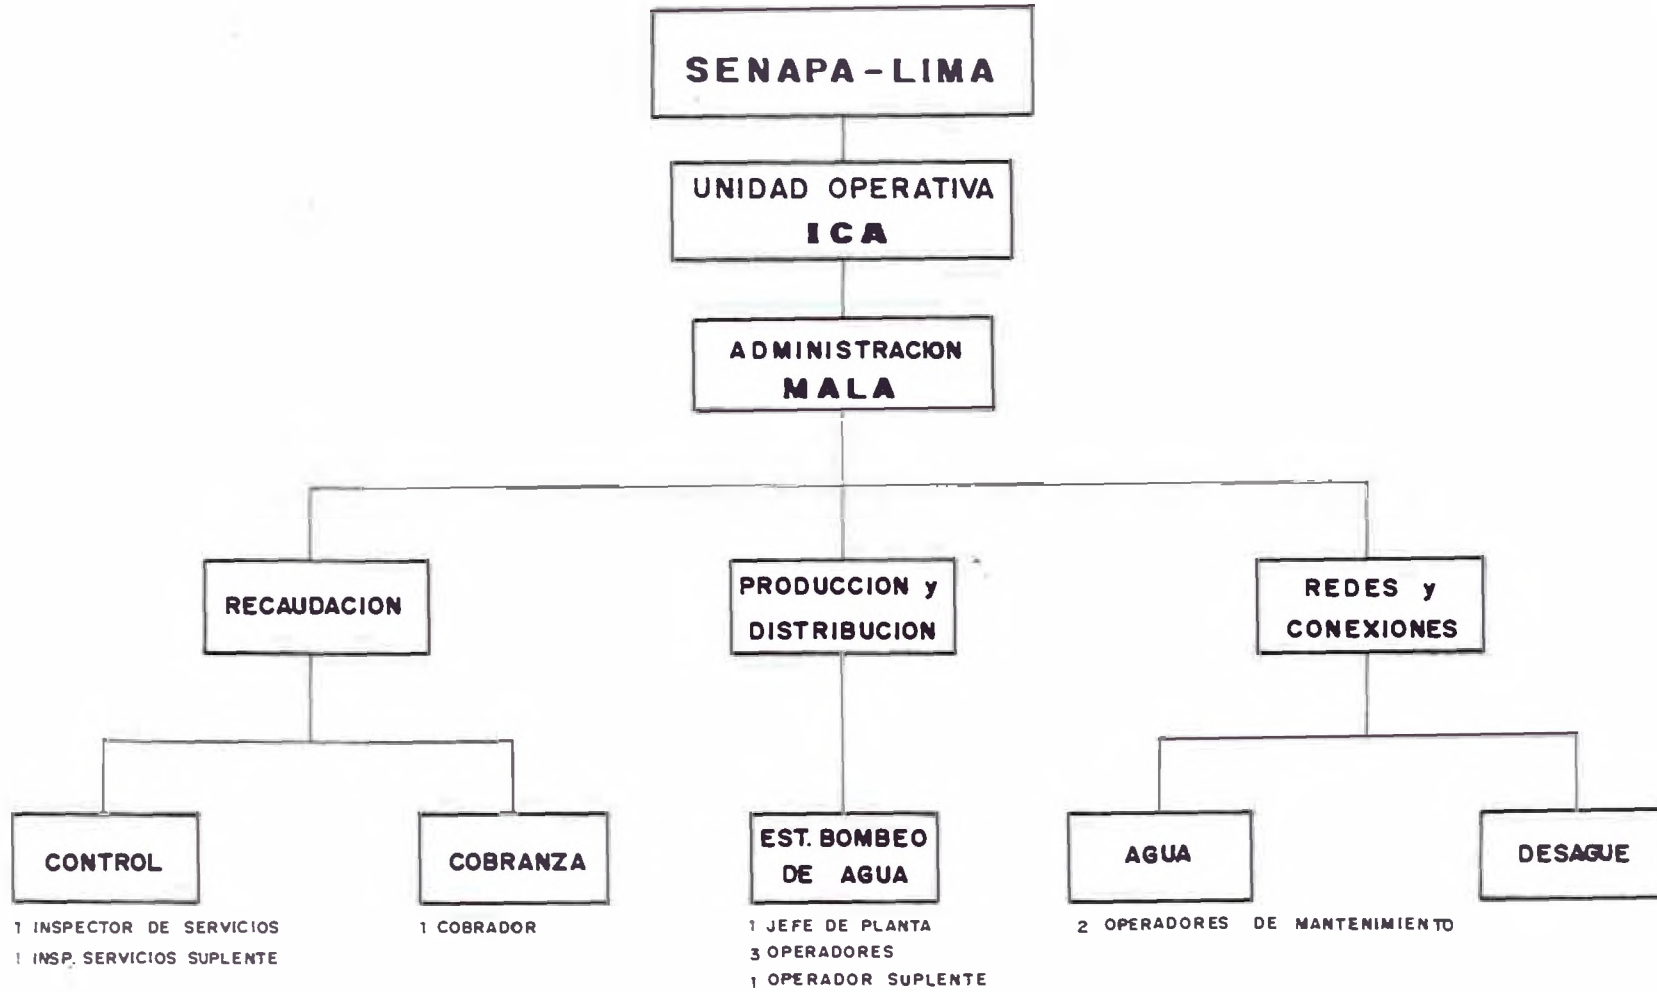 SENAPA-LIMA
UNIDAD OPERATIVA
ICA
ADMINISTRACION
MALA
RECAUDACION
PRODUCCION y
DISTRIBUCION
REDES y
CONEXIONES
CONTROL
COBRANZA
EST. BOMBEO
DE AGUA
AGUA
DESAGUE
1 INSPECTOR DE SERVICIOS
1 INSP. SERVICIOS SUPLENTE
1 COBRADOR
1 JEFE DE PLANTA
3 OPERADORES
1 OPERADOR SUPLENTE
2 OPERADORES DE MANTENIMIENTO